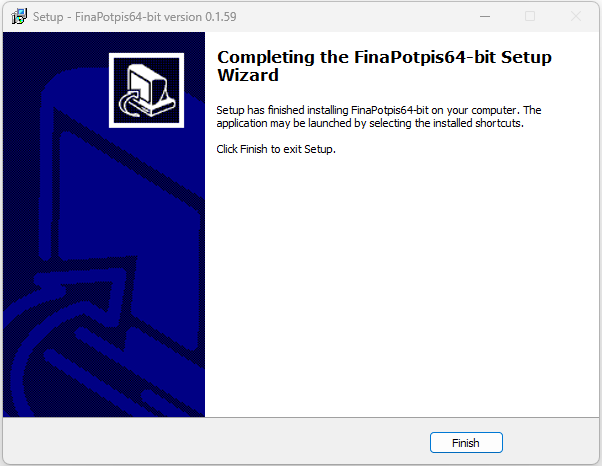 Setup - FinaPotpis64-bit version 0.1.59
Completing the FinaPotpis64-bit Setup
Wizard
Setup has finished installing FinaPotpis64-bit on your computer. The
application may be launched by selecting the installed shortcuts.
Click Finish to exit Setup.
Finish